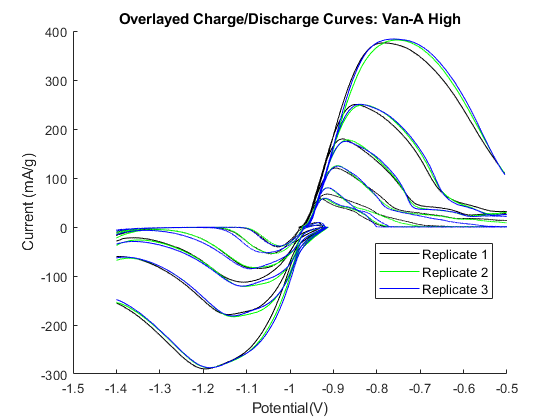 Overlayed Charge/Discharge Curves: Van-A High
400
300
200
100
0
-100
-200
-300
Current (mA/g)
Replicate 1
Replicate 2
Replicate 3
-1.5 -1.4 -1.3 -1.2 -1.1 -1 -0.9 -0.8 -0.7 -0.6 -0.5
Potential(V)